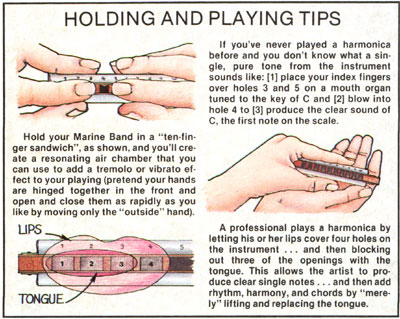 HOLDING AND PLAYING TIPS
If you've never played a harmonica
before and you don't know what a sin-
gle, pure tone from the instrument
sounds like: [1] place your index fingers
over holes 3 and 5 on a mouth organ
tuned to the key of C and [2] blow into
hole 4 to [3] produce the clear sound of
C, the first note on the scale.
Hold your Marine Band in a "ten-fin-
ger sandwich", as shown, and you'll cre-
ate a resonating air chamber that you
can use to add a tremolo or vibrato ef-
fect to your playing (pretend your hands
are hinged together in the front and
open and close them as rapidly as you
like by moving only the "outside" hand).
LIPS
1 2 3 4 5
1 2 3 4
TONGUE
A professional plays a harmonica by
letting his or her lips cover four holes on
the instrument . . . and then blocking
out three of the openings with the
tongue. This allows the artist to pro-
duce clear single notes . . . and then add
rhythm, harmony, and chords by "mere-
ly" lifting and replacing the tongue.